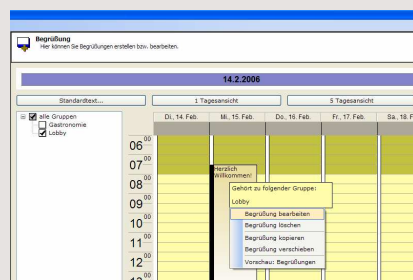 Begrüßung
Hier können Sie Begrüßungen erstellen bzw. bearbeiten.
14.2.2006
Standardtext...
1 Tagesansicht
5 Tagesansicht
alle Gruppen
Gastronomie
Lobby
Di., 14. Feb.
Mi., 15. Feb.
Do., 16. Feb.
Fr., 17. Feb.
Sa., 18. F
06 00
07 00
08 00
09 00
10 00
11 00
12 00
Herzlich
Willkommen!
Gehört zu folgender Gruppe:
Lobby
Begrüßung bearbeiten
Begrüßung löschen
Begrüßung kopieren
Begrüßung verschieben
Vorschau: Begrüßungen